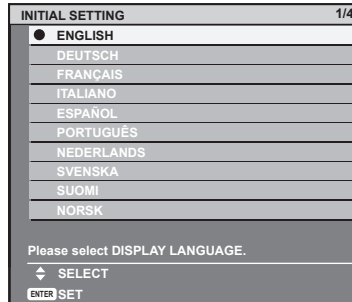 INITIAL SETTING 1/4
ENGLISH
DEUTSCH
FRANÇAIS
ITALIANO
ESPAÑOL
PORTUGUÊS
NEDERLANDS
SVENSKA
SUOMI
NORSK
Please select DISPLAY LANGUAGE.
SELECT
ENTER SET